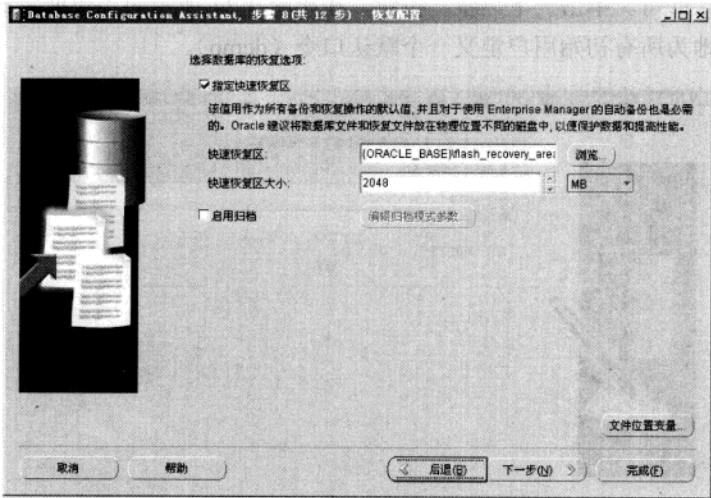 Database Configuration Assistant, 步骤 8(共 12 步) : 恢复配置
选择数据库的恢复选项:
指定快速恢复区
该值用作为所有备份和恢复操作的默认值, 并且对于使用 Enterprise Manager 的自动备份也是必需
的。Oracle 建议将数据库文件和恢复文件放在物理位置不同的磁盘中, 以便保护数据和提高性能。
快速恢复区: {ORACLE_BASE}\flash_recovery_area 浏览...
快速恢复区大小: 2048 MB
启用归档 编辑归档模式参数...
文件位置变量...
取消 帮助 后退(B) 下一步(N) 完成(F)